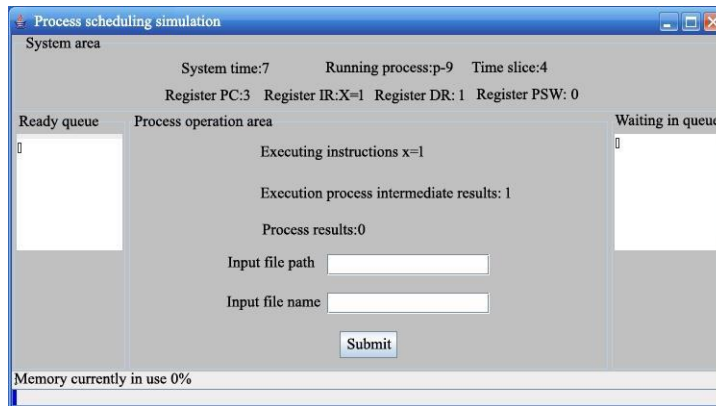 Process scheduling simulation
System area
System time:7 Running process:p-9 Time slice:4
Register PC:3 Register IR:X=1 Register DR: 1 Register PSW: 0
Ready queue
Process operation area
Waiting in queue
Executing instructions x=1
Execution process intermediate results: 1
Process results:0
Input file path
Input file name
Submit
Memory currently in use 0%